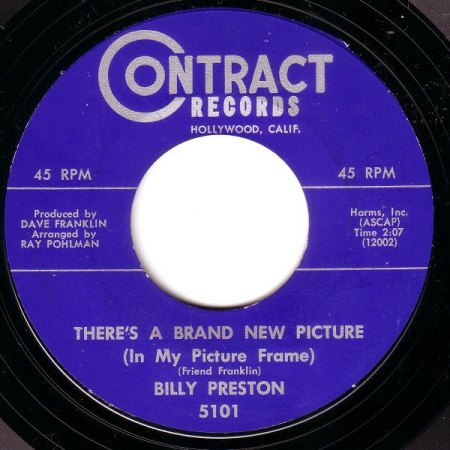 CONTRACT
RECORDS
HOLLYWOOD, CALIF.
45 RPM
45 RPM
Produced by
DAVE FRANKLIN
Arranged by
RAY POHLMAN
Harms, Inc.
(ASCAP)
Time 2:07
(12002)
THERE'S A BRAND NEW PICTURE
(In My Picture Frame)
(Friend Franklin)
BILLY PRESTON
5101